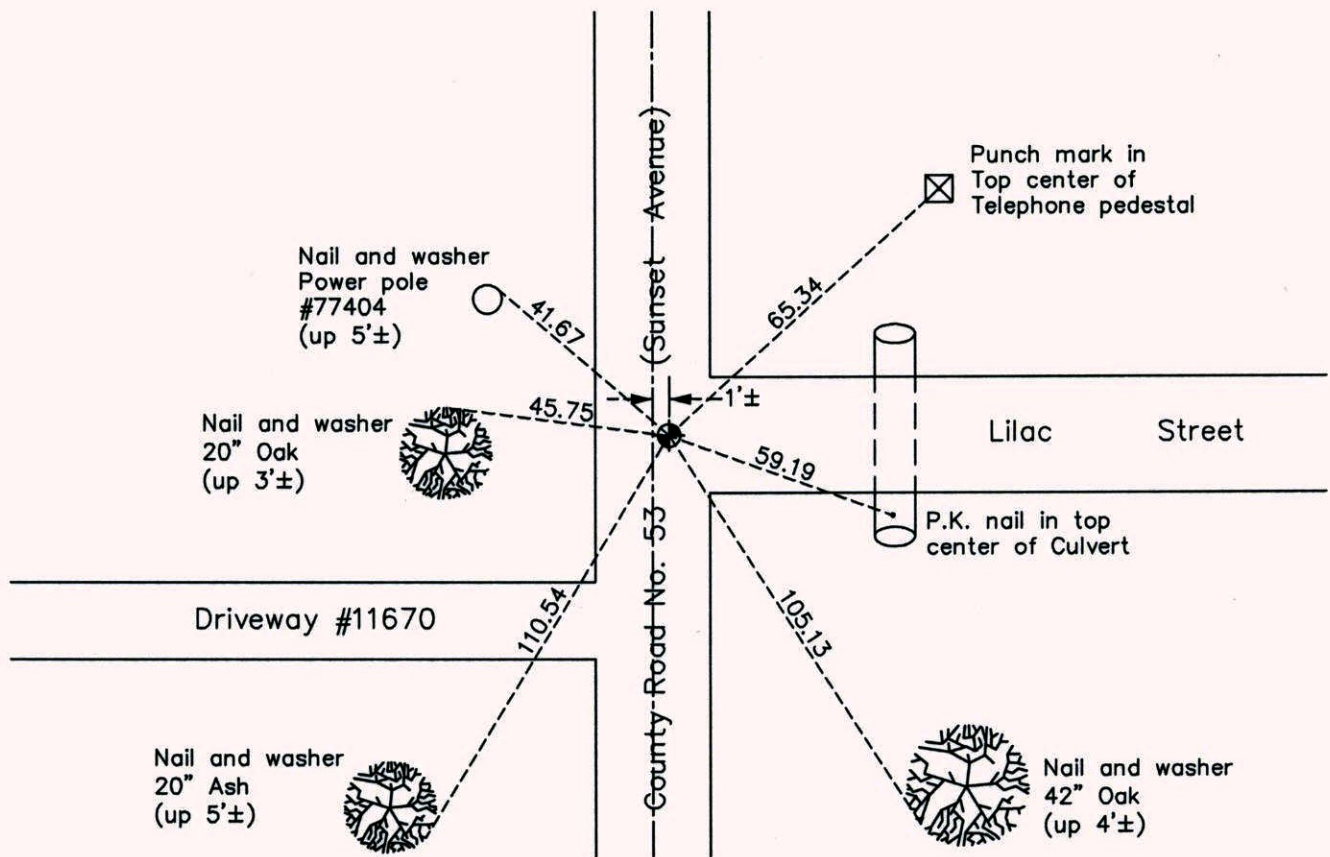 (Sunset Avenue)
Punch mark in
Top center of
Telephone pedestal
Nail and washer
Power pole
#77404
(up 5'±)
41.67
65.34
1'±
Nail and washer
20" Oak
(up 3'±)
45.75
Lilac Street
59.19
P.K. nail in top
center of Culvert
County Road No. 53
Driveway #11670
110.54
105.13
Nail and washer
20" Ash
(up 5'±)
Nail and washer
42" Oak
(up 4'±)